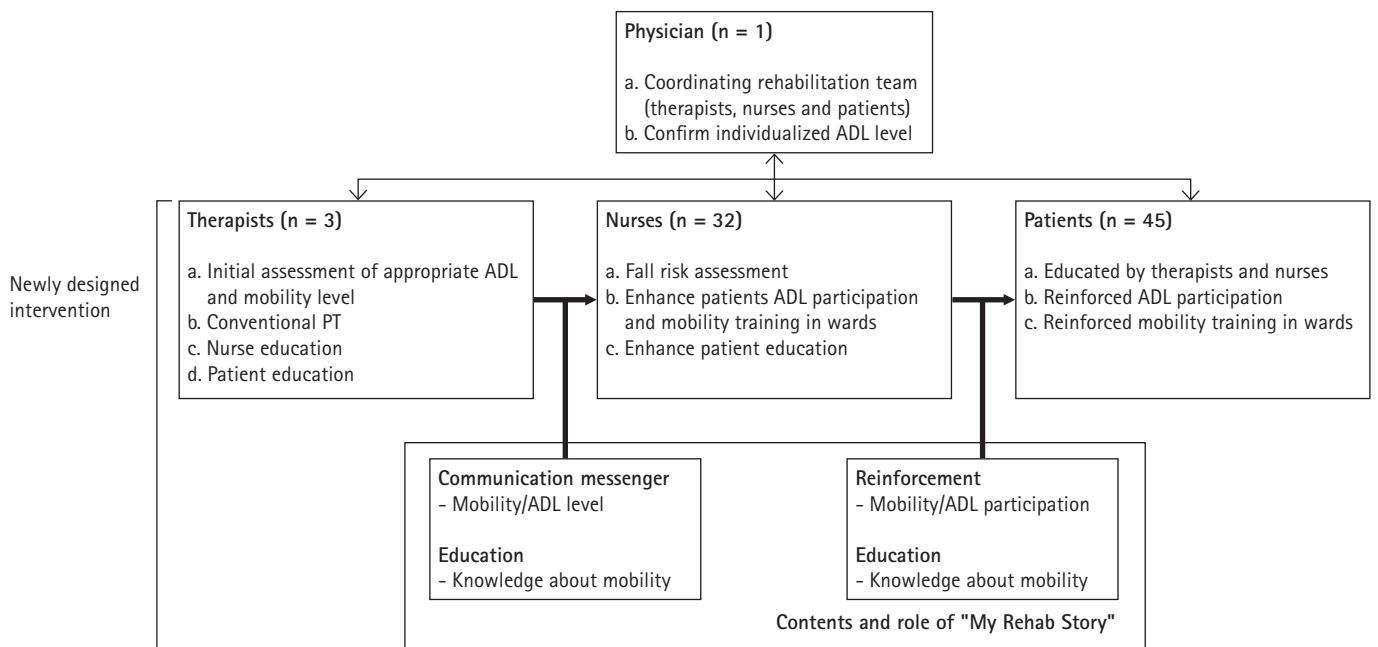 Physician (n = 1)
a. Coordinating rehabilitation team
(therapists, nurses and patients)
b. Confirm individualized ADL level
Newly designed
intervention
Therapists (n = 3)
a. Initial assessment of appropriate ADL
and mobility level
b. Conventional PT
c. Nurse education
d. Patient education
Nurses (n = 32)
a. Fall risk assessment
b. Enhance patients ADL participation
and mobility training in wards
c. Enhance patient education
Patients (n = 45)
a. Educated by therapists and nurses
b. Reinforced ADL participation
c. Reinforced mobility training in wards
Communication messenger
- Mobility/ADL level
Education
- Knowledge about mobility
Reinforcement
- Mobility/ADL participation
Education
- Knowledge about mobility
Contents and role of "My Rehab Story"